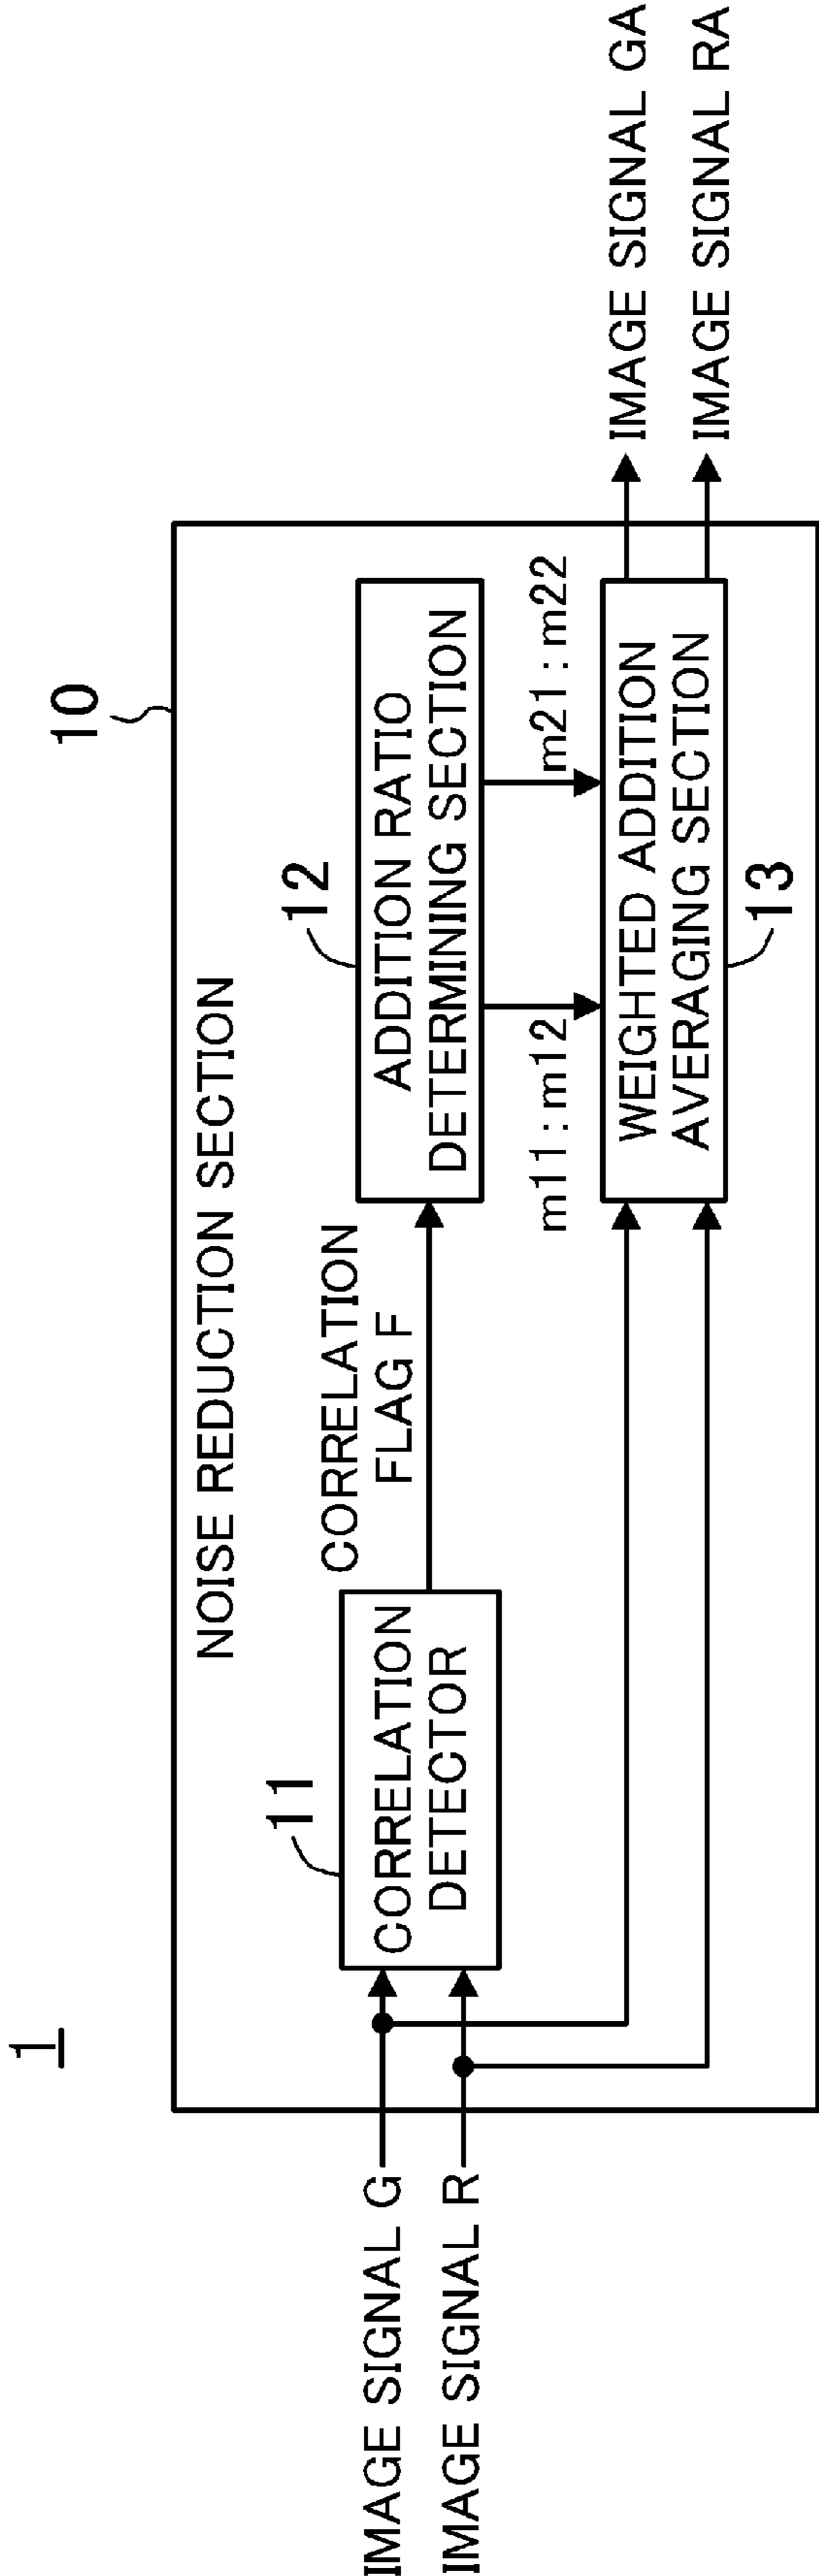 1
10
NOISE REDUCTION SECTION
11
CORRELATION
DETECTOR
CORRELATION
FLAG F
12
ADDITION RATIO
DETERMINING SECTION
m11:m12
m21:m22
WEIGHTED ADDITION
AVERAGING SECTION
13
IMAGE SIGNAL G
IMAGE SIGNAL R
IMAGE SIGNAL GA
IMAGE SIGNAL RA